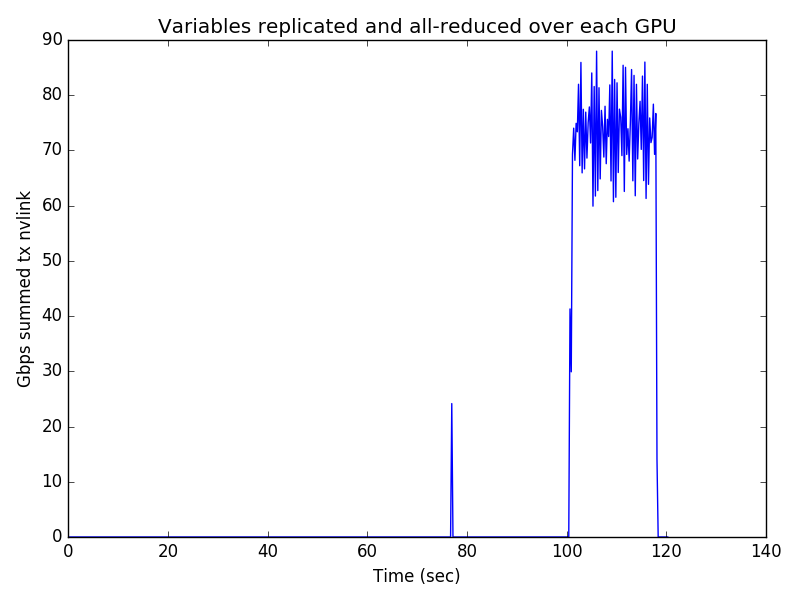 Variables replicated and all-reduced over each GPU
90
80
70
60
50
40
30
20
10
0
Gbps summed tx nvlink
0 20 40 60 80 100 120 140
Time (sec)